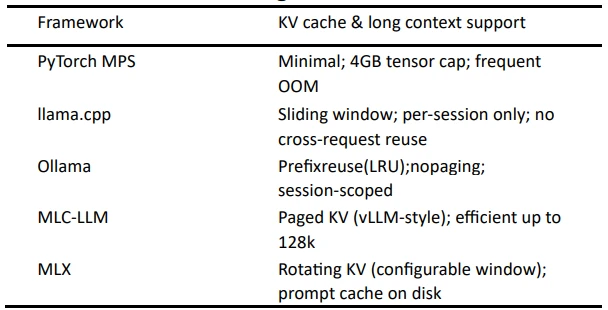 Framework KV cache & long context support
PyTorch MPS Minimal; 4GB tensor cap; frequent
OOM
llama.cpp Sliding window; per-session only; no
cross-request reuse
Ollama Prefixreuse(LRU);nopaging;
session-scoped
MLC-LLM Paged KV (vLLM-style); efficient up to
128k
MLX Rotating KV (configurable window);
prompt cache on disk